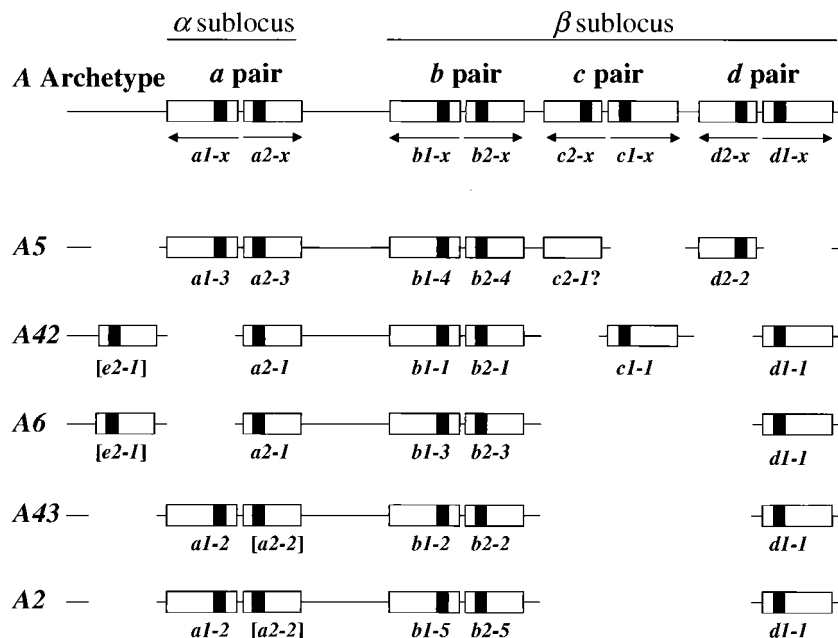 α sublocus β sublocus
A Archetype a pair b pair c pair d pair
a1-x a2-x b1-x b2-x c2-x c1-x d2-x d1-x
A5
a1-3 a2-3 b1-4 b2-4 c2-1? d2-2
A42
[e2-1] a2-1 b1-1 b2-1 c1-1 d1-1
A6
[e2-1] a2-1 b1-3 b2-3 d1-1
A43
a1-2 [a2-2] b1-2 b2-2 d1-1
A2
a1-2 [a2-2] b1-5 b2-5 d1-1